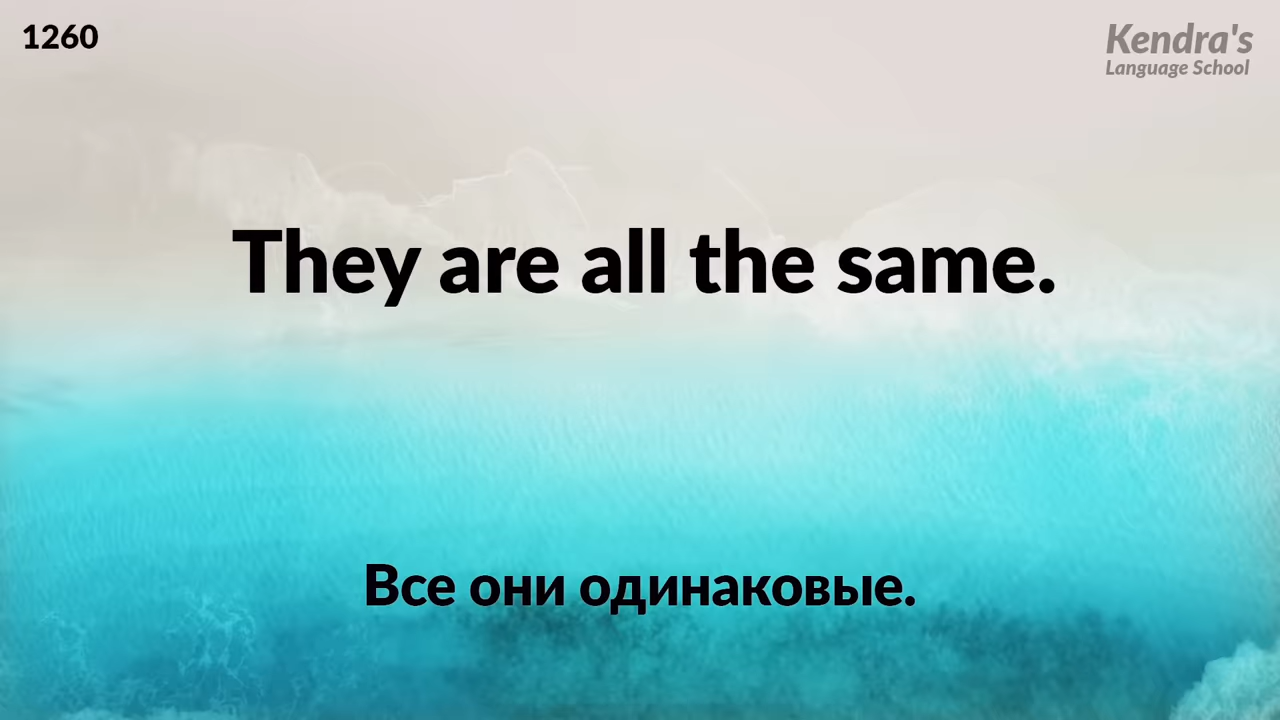 1260
Kendra's
Language School
They are all the same.
Все они одинаковые.